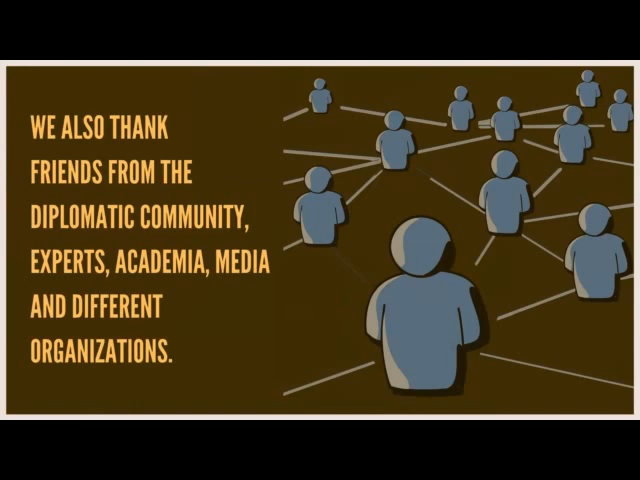 WE ALSO THANK
FRIENDS FROM THE
DIPLOMATIC COMMUNITY,
EXPERTS, ACADEMIA, MEDIA
AND DIFFERENT
ORGANIZATIONS.